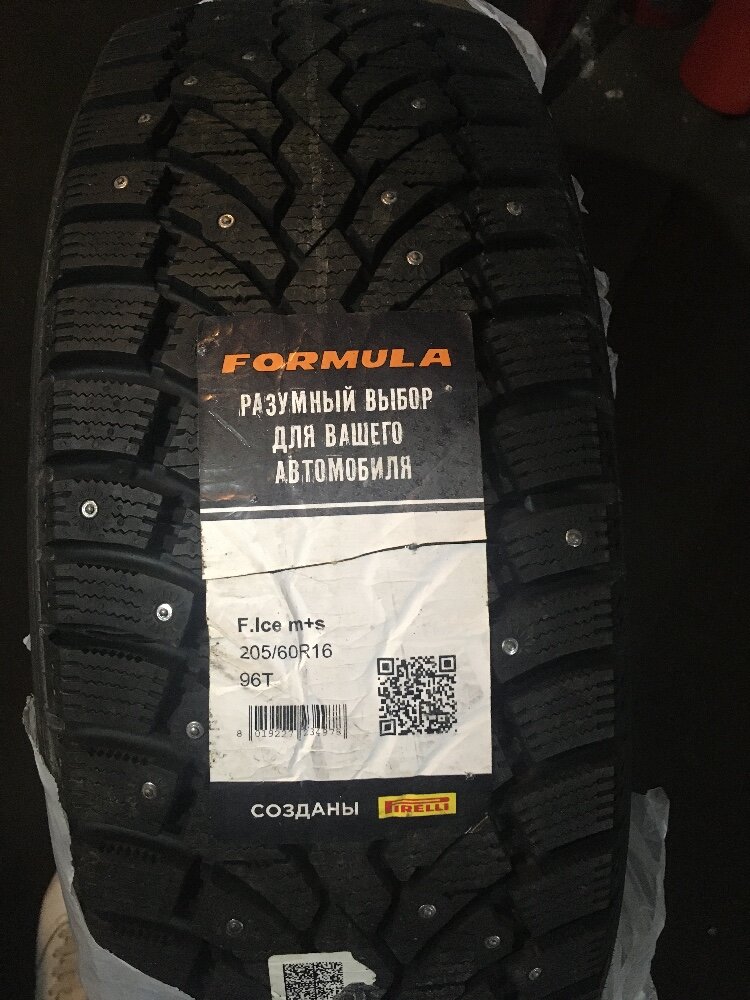 FORMULA
РАЗУМНЫЙ ВЫБОР
ДЛЯ ВАШЕГО
АВТОМОБИЛЯ
F.Ice m+s
205/60R16
96T
СОЗДАНЫ PIRELLI